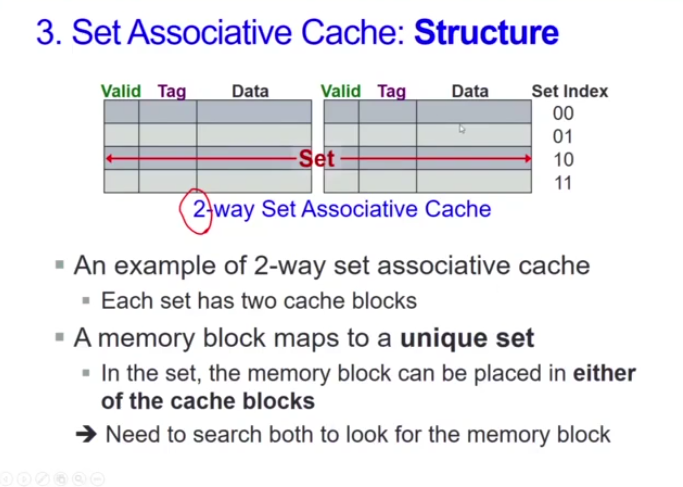 3. Set Associative Cache: Structure
Valid Tag Data Valid Tag Data Set Index
00
01
Set 10
11
2-way Set Associative Cache
An example of 2-way set associative cache
Each set has two cache blocks
A memory block maps to a unique set
In the set, the memory block can be placed in either
of the cache blocks
➔ Need to search both to look for the memory block